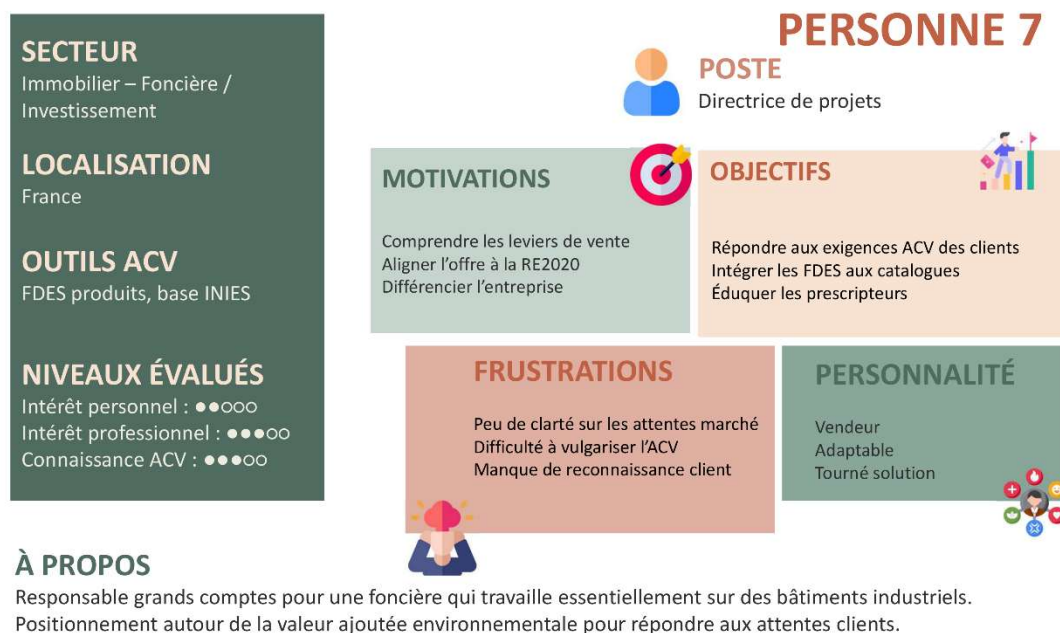 PERSONNE 7
SECTEUR
Immobilier – Foncière /
Investissement
LOCALISATION
France
OUTILS ACV
FDES produits, base INIES
NIVEAUX ÉVALUÉS
Intérêt personnel : ●●○○○
Intérêt professionnel : ●●●○○
Connaissance ACV : ●●●○○
POSTE
Directrice de projets
MOTIVATIONS
Comprendre les leviers de vente
Aligner l’offre à la RE2020
Différencier l’entreprise
OBJECTIFS
Répondre aux exigences ACV des clients
Intégrer les FDES aux catalogues
Éduquer les prescripteurs
FRUSTRATIONS
Peu de clarté sur les attentes marché
Difficulté à vulgariser l’ACV
Manque de reconnaissance client
PERSONNALITÉ
Vendeur
Adaptable
Tourné solution
À PROPOS
Responsable grands comptes pour une foncière qui travaille essentiellement sur des bâtiments industriels.
Positionnement autour de la valeur ajoutée environnementale pour répondre aux attentes clients.